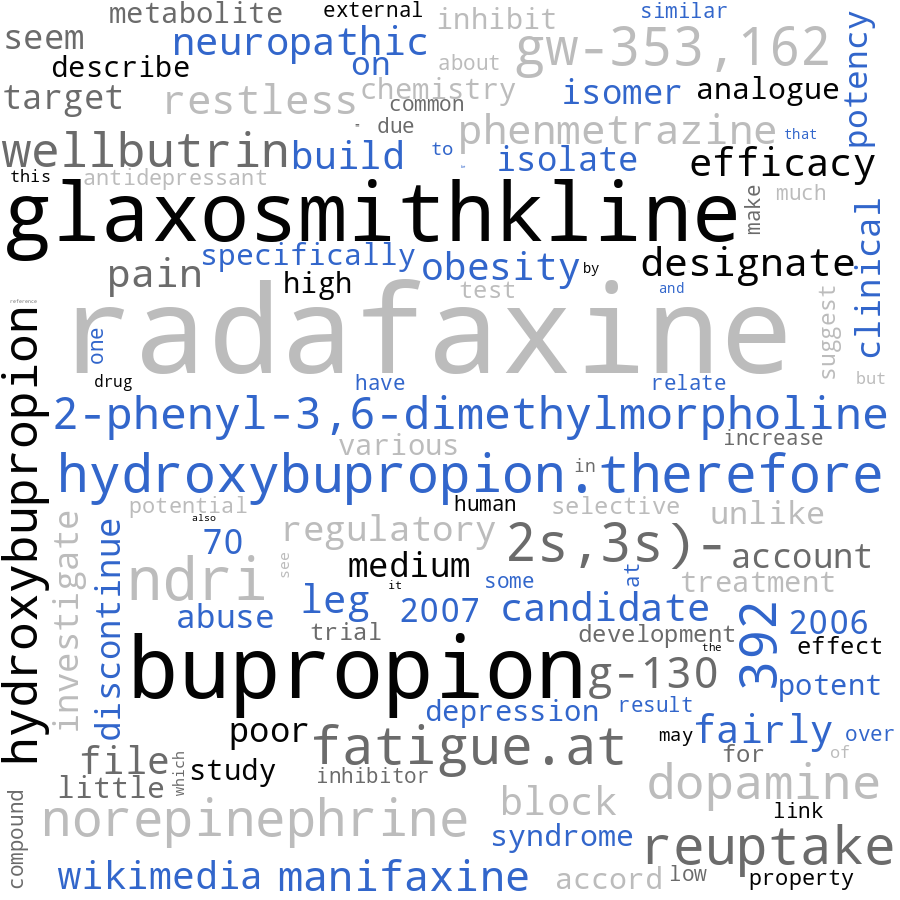 metabolite
external
inhibit
similar
seem
neuropathic
gw-353,162
potency
describe
on
about
target
restless
chemistry
common
isomer
analogue
due
phenmetrazine
that
wellbutrin
build
to
isolate
efficacy
this
antidepressant
glaxosmithkline
make
much
clinical
pain
specifically
high
obesity
by
designate
test
and
reference
radafaxine
suggest
hydroxybupropion
one
drug
have
relate
but
2-phenyl-3,6-dimethylmorpholine
various
increase
hydroxybupropion.therefore
in
potential
human
selective
unlike
also
investigate
discontinue
70
regulatory
2s,3s)-
account
ndri
see
medium
some
at
treatment
it
abuse
leg
2007
candidate
392
2006
trial
development
effect
bupropion
the
g-130
potent
depression
result
poor
fatigue.at
may
fairly
over
file
which
study
inhibitor
for
of
little
dopamine
compound
norepinephrine
block
link
syndrome
reuptake
wikimedia
manifaxine
accord
low
property